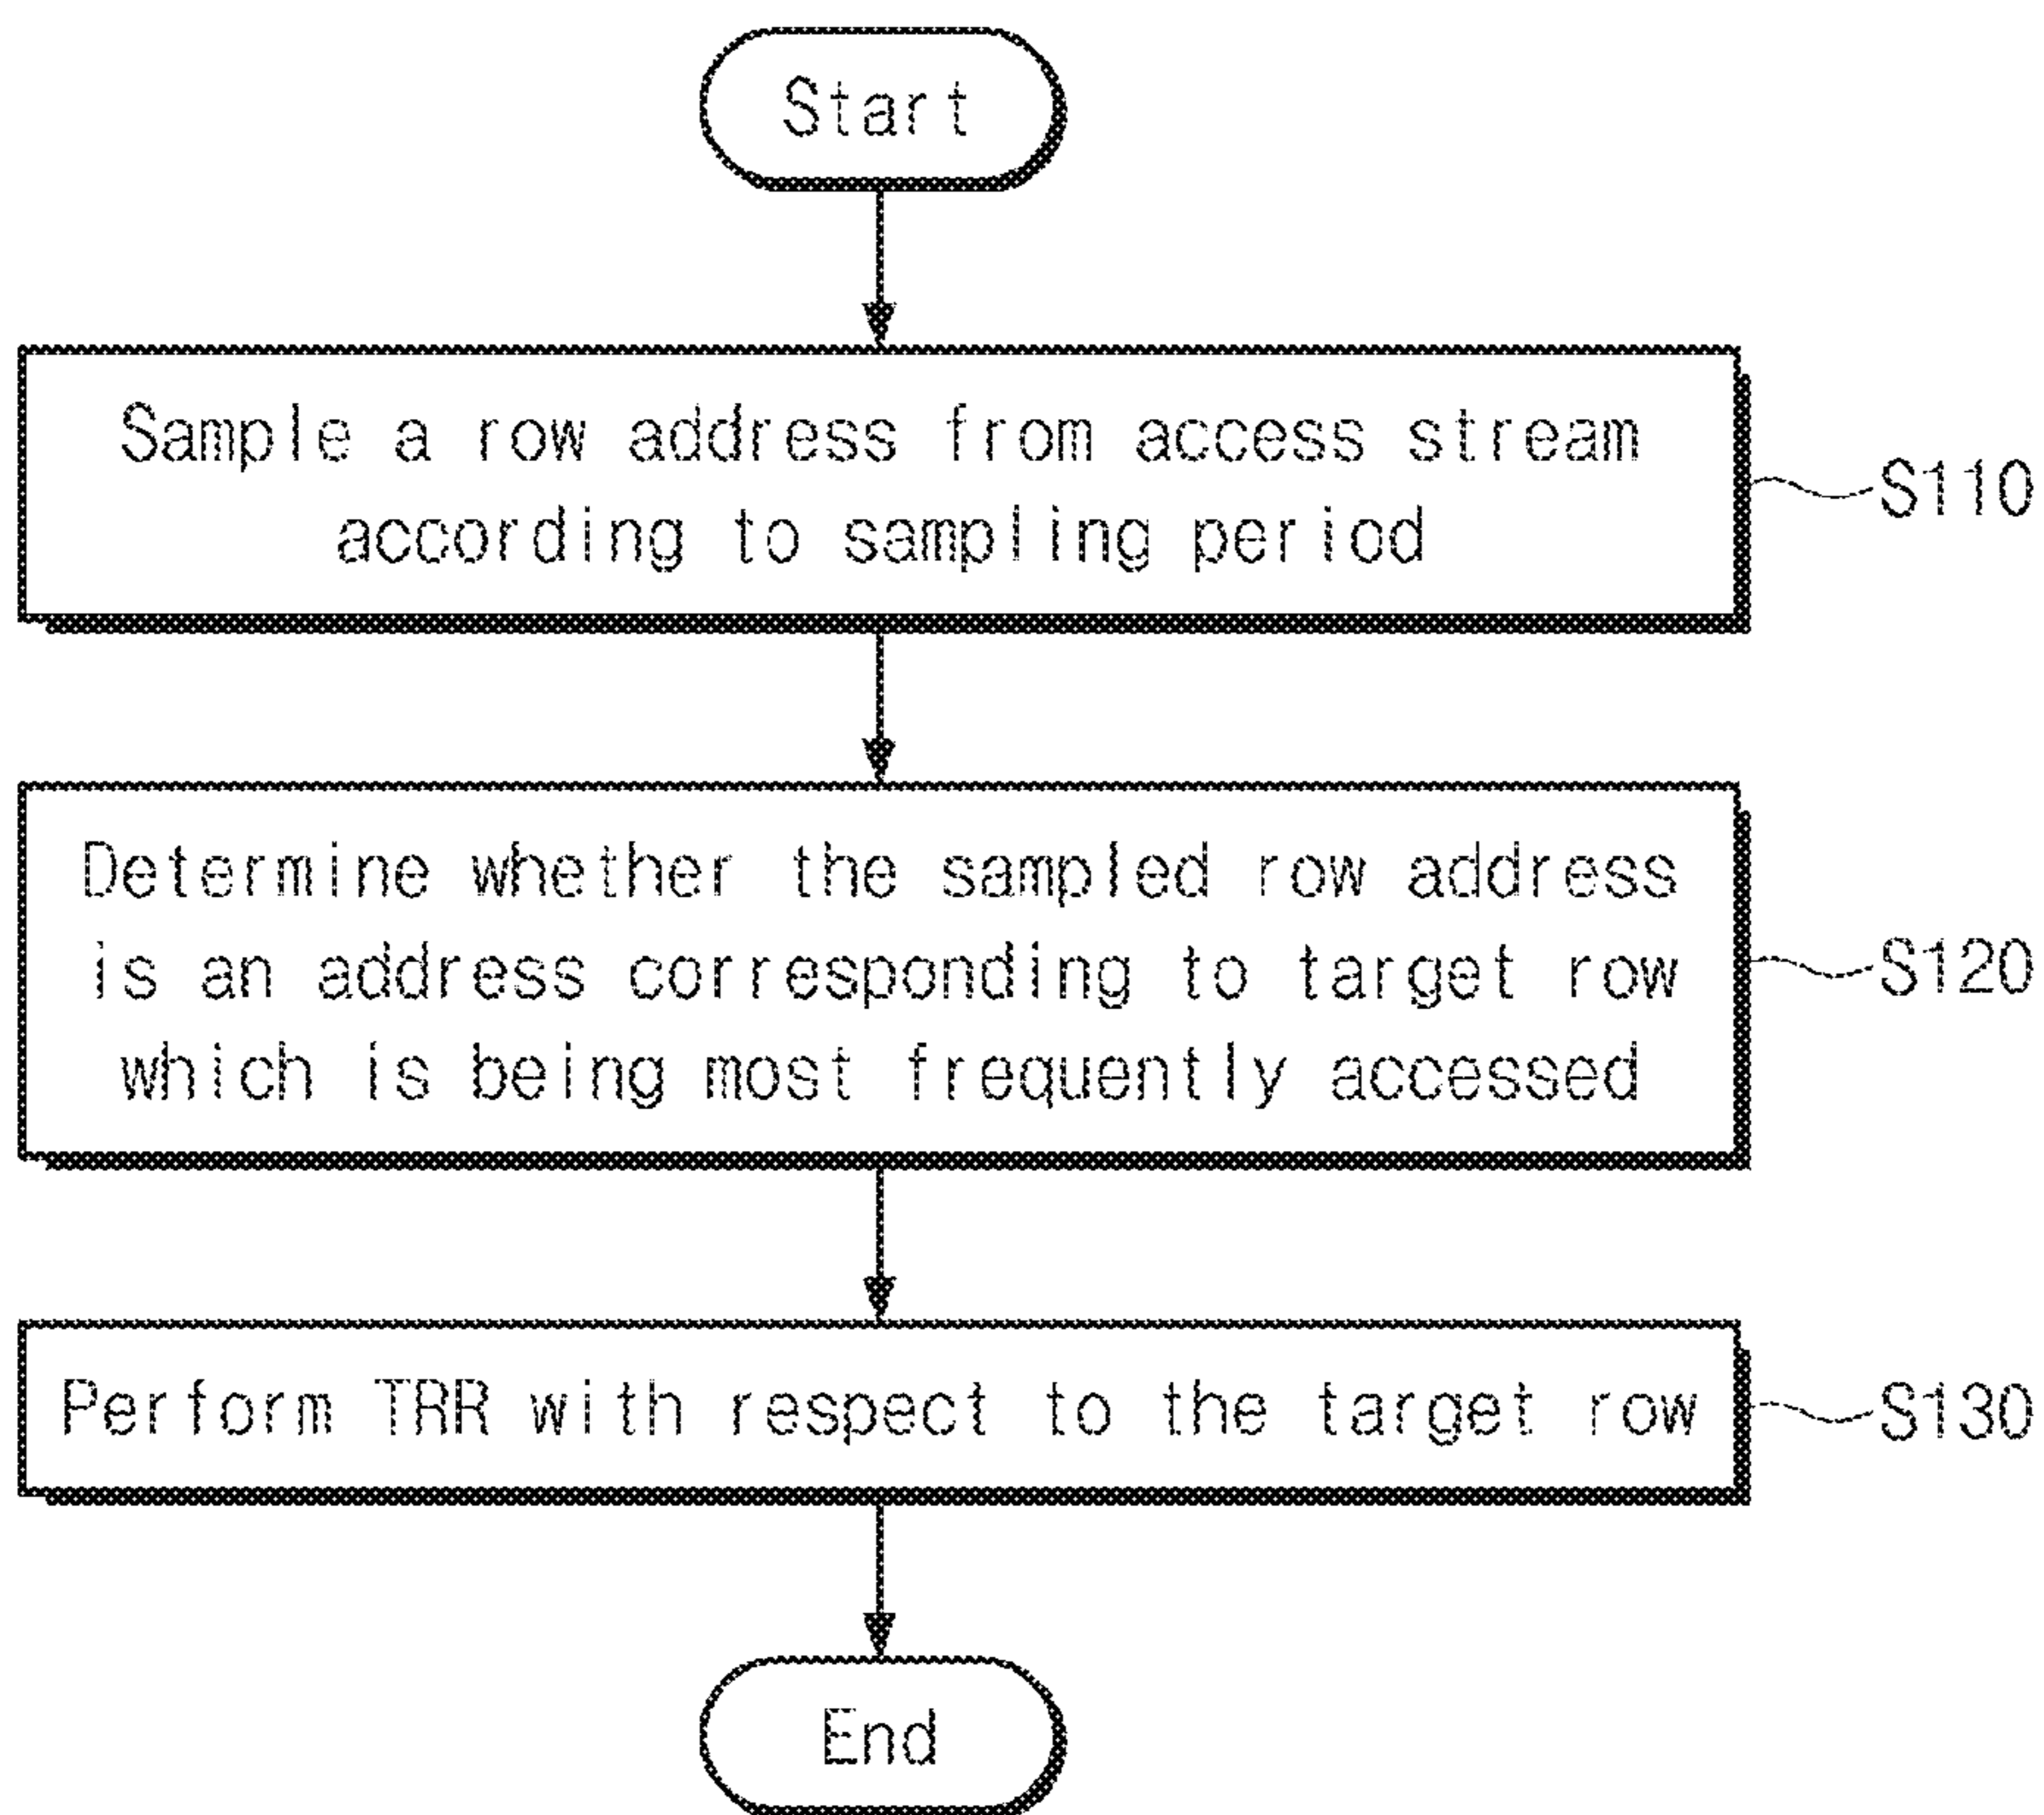 Start
Sample a row address from access stream
according to sampling period
S110
Determine whether the sampled row address
is an address corresponding to target row
which is being most frequently accessed
S120
Perform TRR with respect to the target row
S130
End